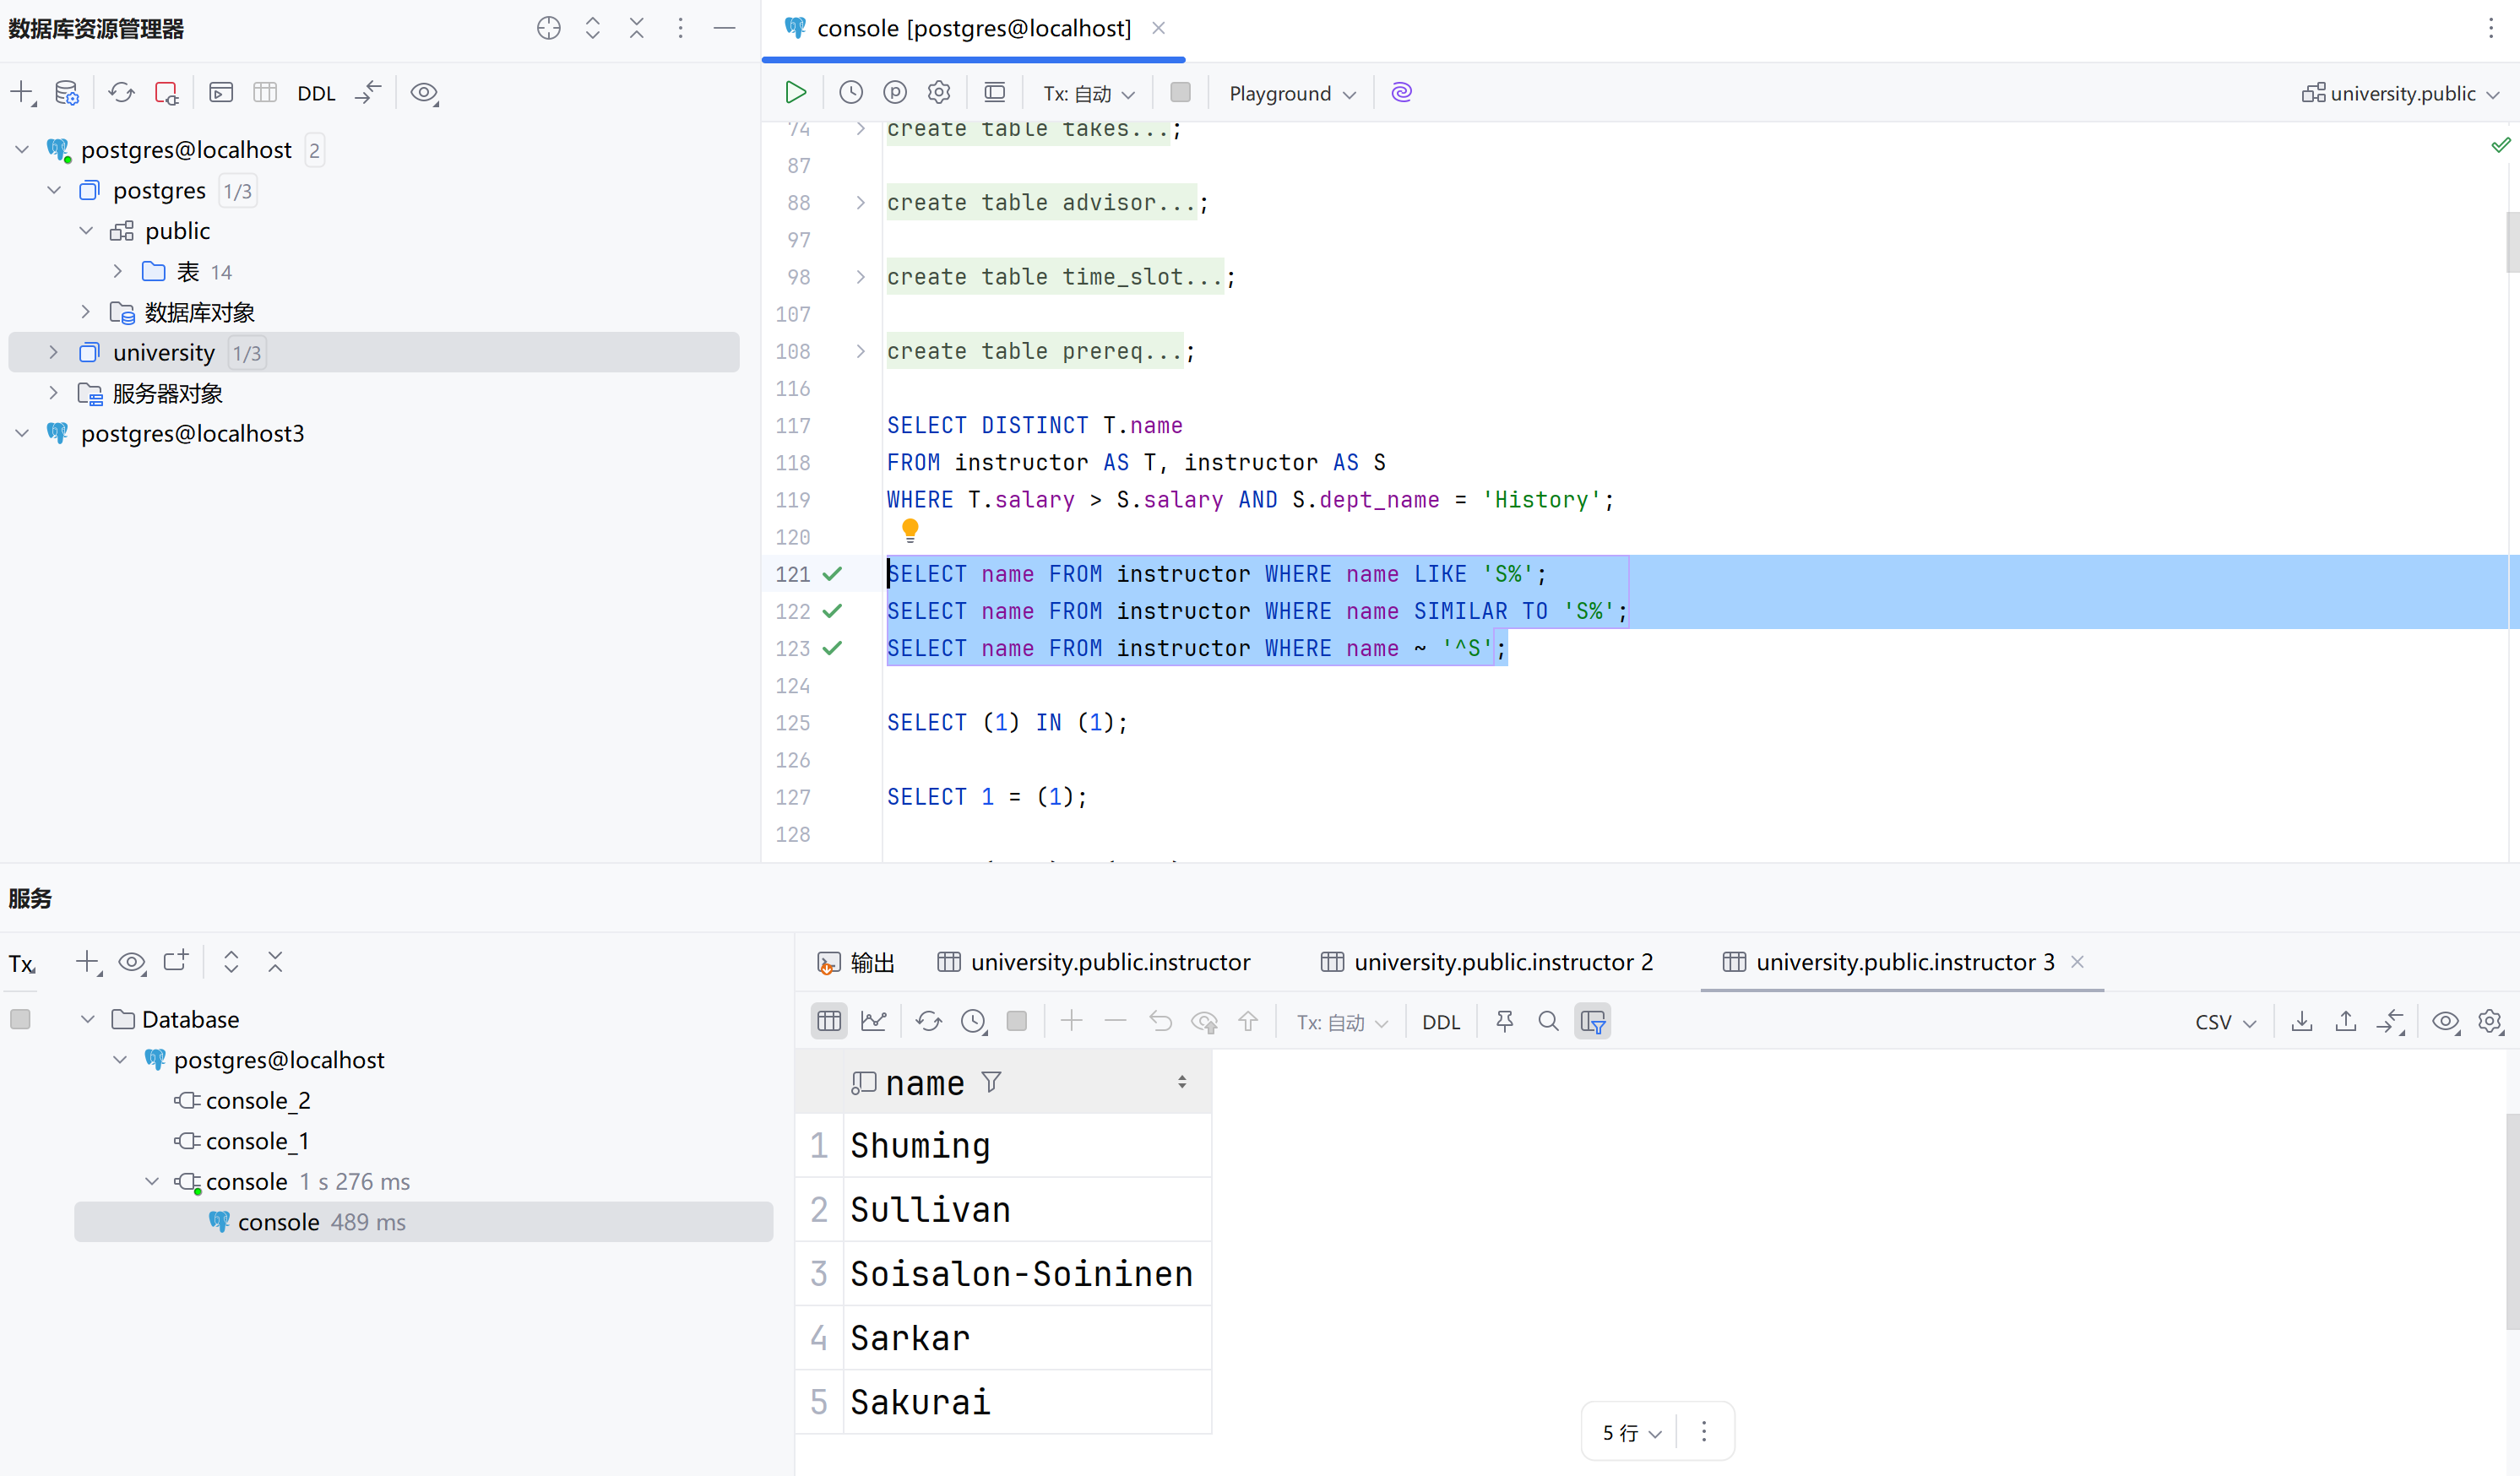 数据库资源管理器
DDL
postgres@localhost 2
postgres 1/3
public
表 14
数据库对象
university 1/3
服务器对象
postgres@localhost3
console [postgres@localhost]
Tx: 自动
Playground
university.public
74 create table takes...;
87
88 create table advisor...;
97
98 create table time_slot...;
107
108 create table prereq...;
116
117 SELECT DISTINCT T.name
118 FROM instructor AS T, instructor AS S
119 WHERE T.salary > S.salary AND S.dept_name = 'History';
120
121 SELECT name FROM instructor WHERE name LIKE 'S%';
122 SELECT name FROM instructor WHERE name SIMILAR TO 'S%';
123 SELECT name FROM instructor WHERE name ~ '^S';
124
125 SELECT (1) IN (1);
126
127 SELECT 1 = (1);
128
服务
Tx
Database
postgres@localhost
console_2
console_1
console 1 s 276 ms
console 489 ms
输出 university.public.instructor university.public.instructor 2 university.public.instructor 3
Tx: 自动 DDL CSV
name
1 Shuming
2 Sullivan
3 Soisalon-Soininen
4 Sarkar
5 Sakurai
5 行